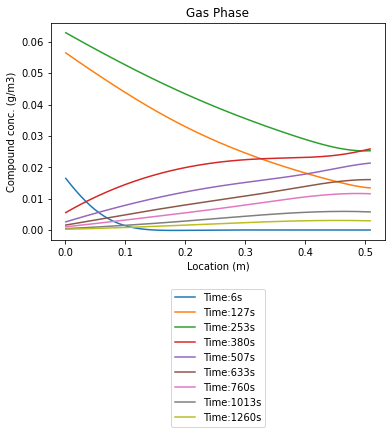 Gas Phase
Compound conc. (g/m3)
0.06
0.05
0.04
0.03
0.02
0.01
0.00
0.0 0.1 0.2 0.3 0.4 0.5
Location (m)
Time:6s
Time:127s
Time:253s
Time:380s
Time:507s
Time:633s
Time:760s
Time:1013s
Time:1260s